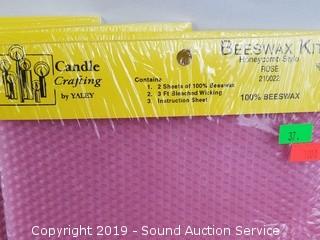 Candle
Crafting
by YALEY
Contains
1. 2 Sheets of 100% Beeswax
2. 3 Ft Bleached Wicking
3. Instruction Sheet
BEESWAX KIT
Honeycomb Style
ROSE
210022
100% BEESWAX
37.
Copyright 2019 - Sound Auction Service